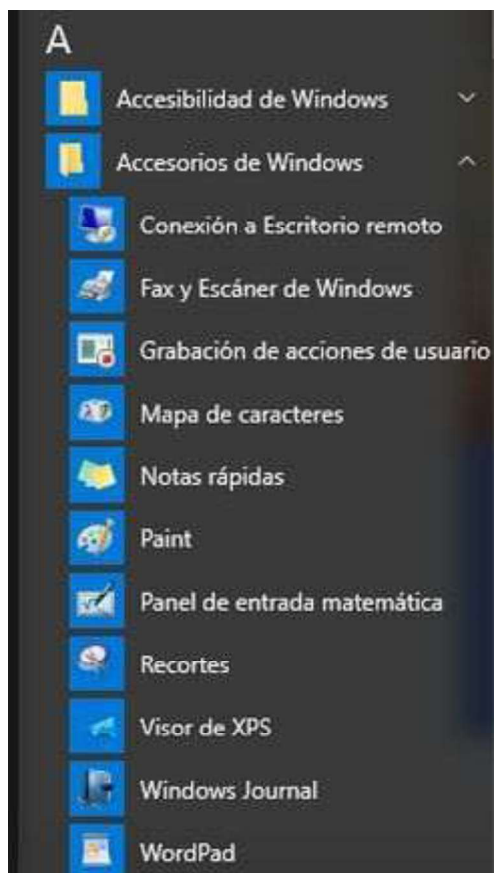 A
Accesibilidad de Windows
Accesorios de Windows
Conexión a Escritorio remoto
Fax y Escáner de Windows
Grabación de acciones de usuario
Mapa de caracteres
Notas rápidas
Paint
Panel de entrada matemática
Recortes
Visor de XPS
Windows Journal
WordPad